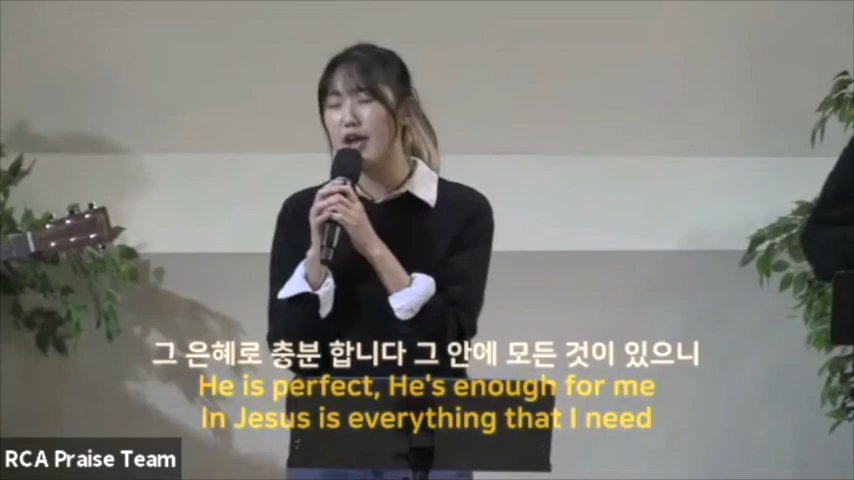 그 은혜로 충분 합니다 그 안에 모든 것이 있으니
He is perfect, He's enough for me
In Jesus is everything that I need
RCA Praise Team